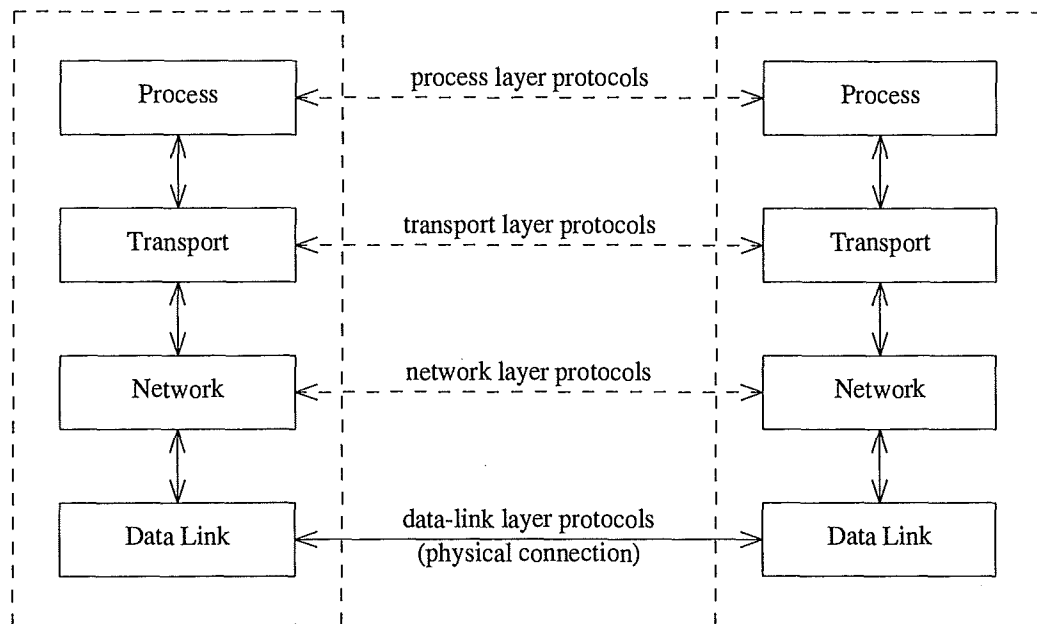 Process
process layer protocols
Process
Transport
transport layer protocols
Transport
Network
network layer protocols
Network
Data Link
data-link layer protocols
(physical connection)
Data Link